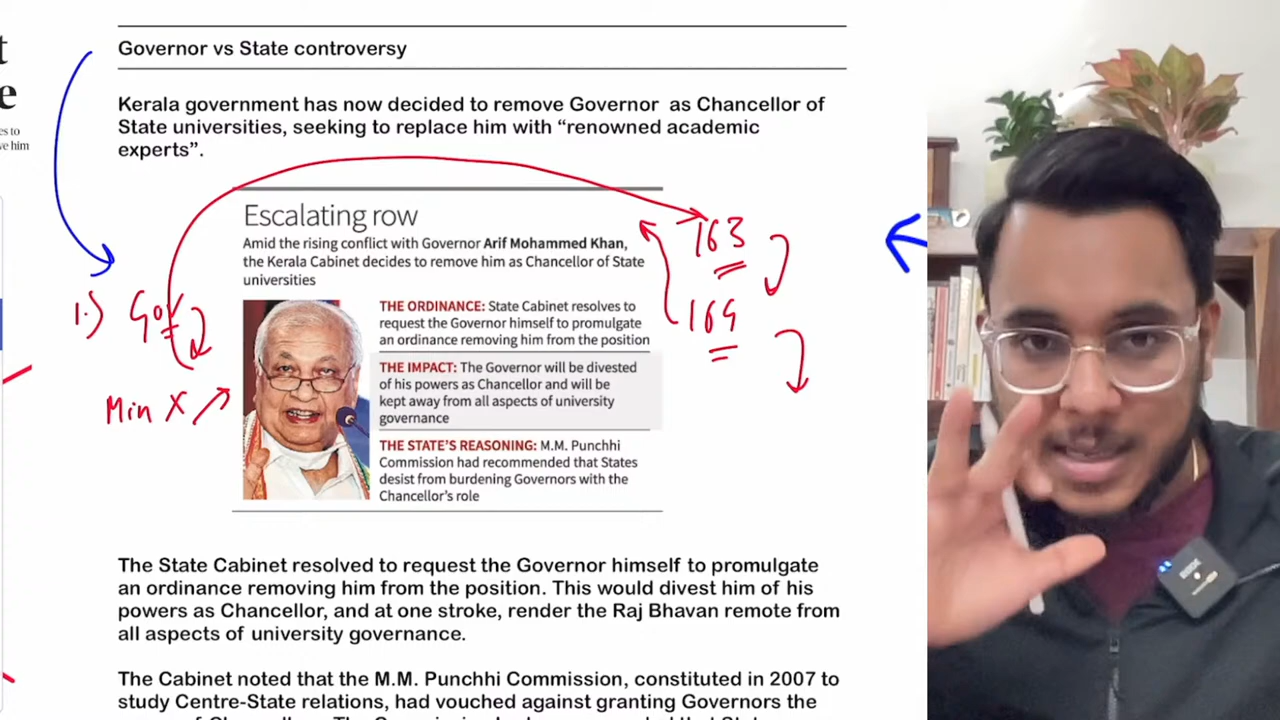 t
e
es to
ve him
Governor vs State controversy
Kerala government has now decided to remove Governor as Chancellor of
State universities, seeking to replace him with “renowned academic
experts”.
Escalating row
Amid the rising conflict with Governor Arif Mohammed Khan,
the Kerala Cabinet decides to remove him as Chancellor of State
universities
THE ORDINANCE: State Cabinet resolves to
request the Governor himself to promulgate
an ordinance removing him from the position
THE IMPACT: The Governor will be divested
of his powers as Chancellor and will be
kept away from all aspects of university
governance
THE STATE'S REASONING: M.M. Punchhi
Commission had recommended that States
desist from burdening Governors with the
Chancellor's role
163
164
1.) Gov
Min X
The State Cabinet resolved to request the Governor himself to promulgate
an ordinance removing him from the position. This would divest him of his
powers as Chancellor, and at one stroke, render the Raj Bhavan remote from
all aspects of university governance.
The Cabinet noted that the M.M. Punchhi Commission, constituted in 2007 to
study Centre-State relations, had vouched against granting Governors the